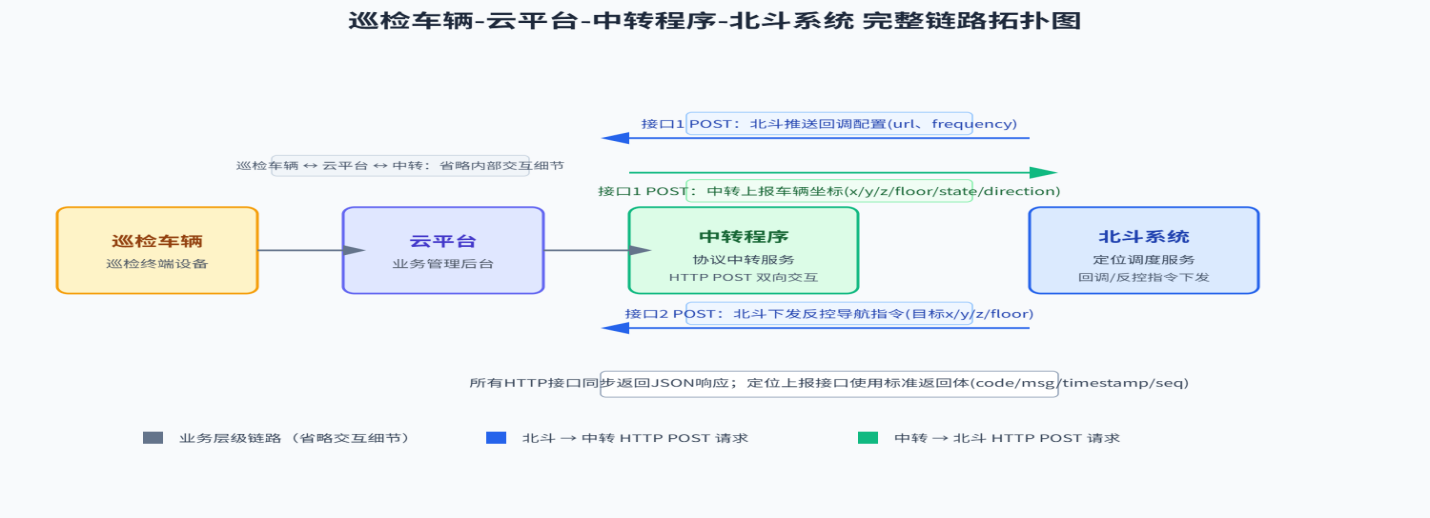 巡检车辆-云平台-中转程序-北斗系统 完整链路拓扑图
接口1 POST：北斗推送回调配置(url、frequency)
巡检车辆 ↔ 云平台 ↔ 中转：省略内部交互细节
接口1 POST：中转上报车辆坐标(x/y/z/floor/state/direction)
巡检车辆
巡检终端设备
云平台
业务管理后台
中转程序
协议中转服务
HTTP POST 双向交互
北斗系统
定位调度服务
回调/反控指令下发
接口2 POST：北斗下发反控导航指令(目标x/y/z/floor)
所有HTTP接口同步返回JSON响应；定位上报接口使用标准返回体(code/msg/timestamp/seq)
业务层级链路（省略交互细节）
北斗 → 中转 HTTP POST 请求
中转 → 北斗 HTTP POST 请求